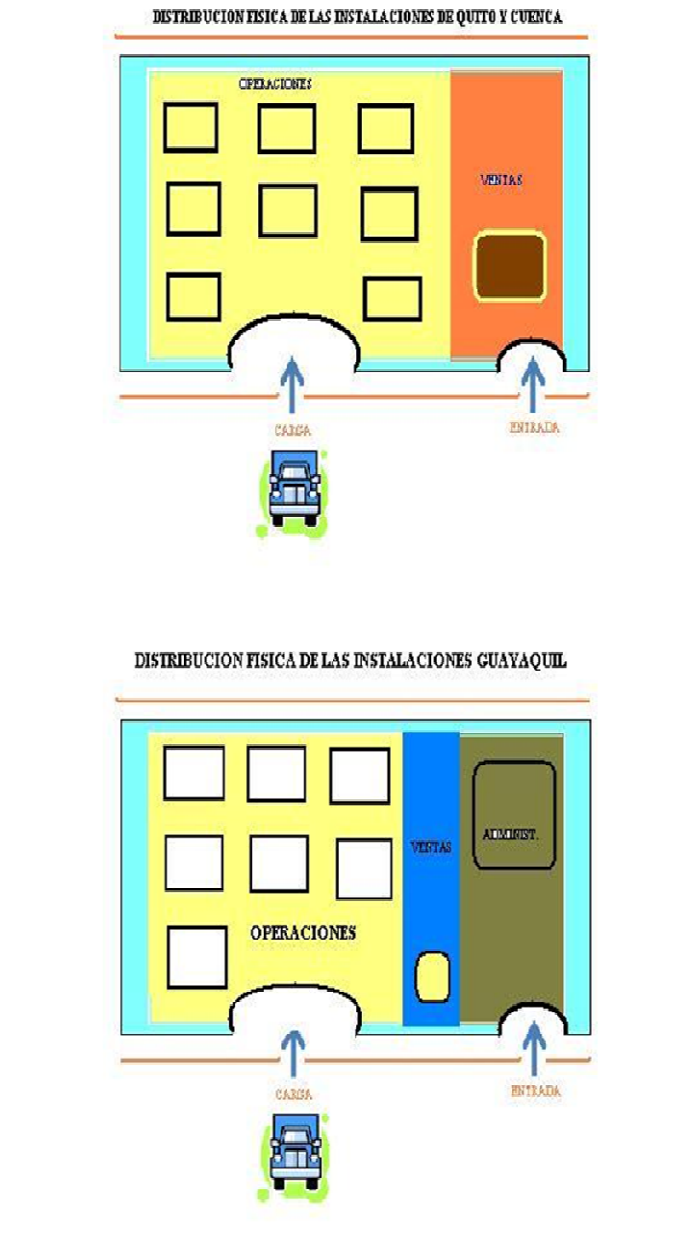 DISTRIBUCION FISICA DE LAS INSTALACIONES DE QUITO Y CUENCA
OPERACIONES
VENTAS
CARGA
ENTRADA
DISTRIBUCION FISICA DE LAS INSTALACIONES GUAYAQUIL
VENTAS
ADMINIST.
OPERACIONES
CARGA
ENTRADA